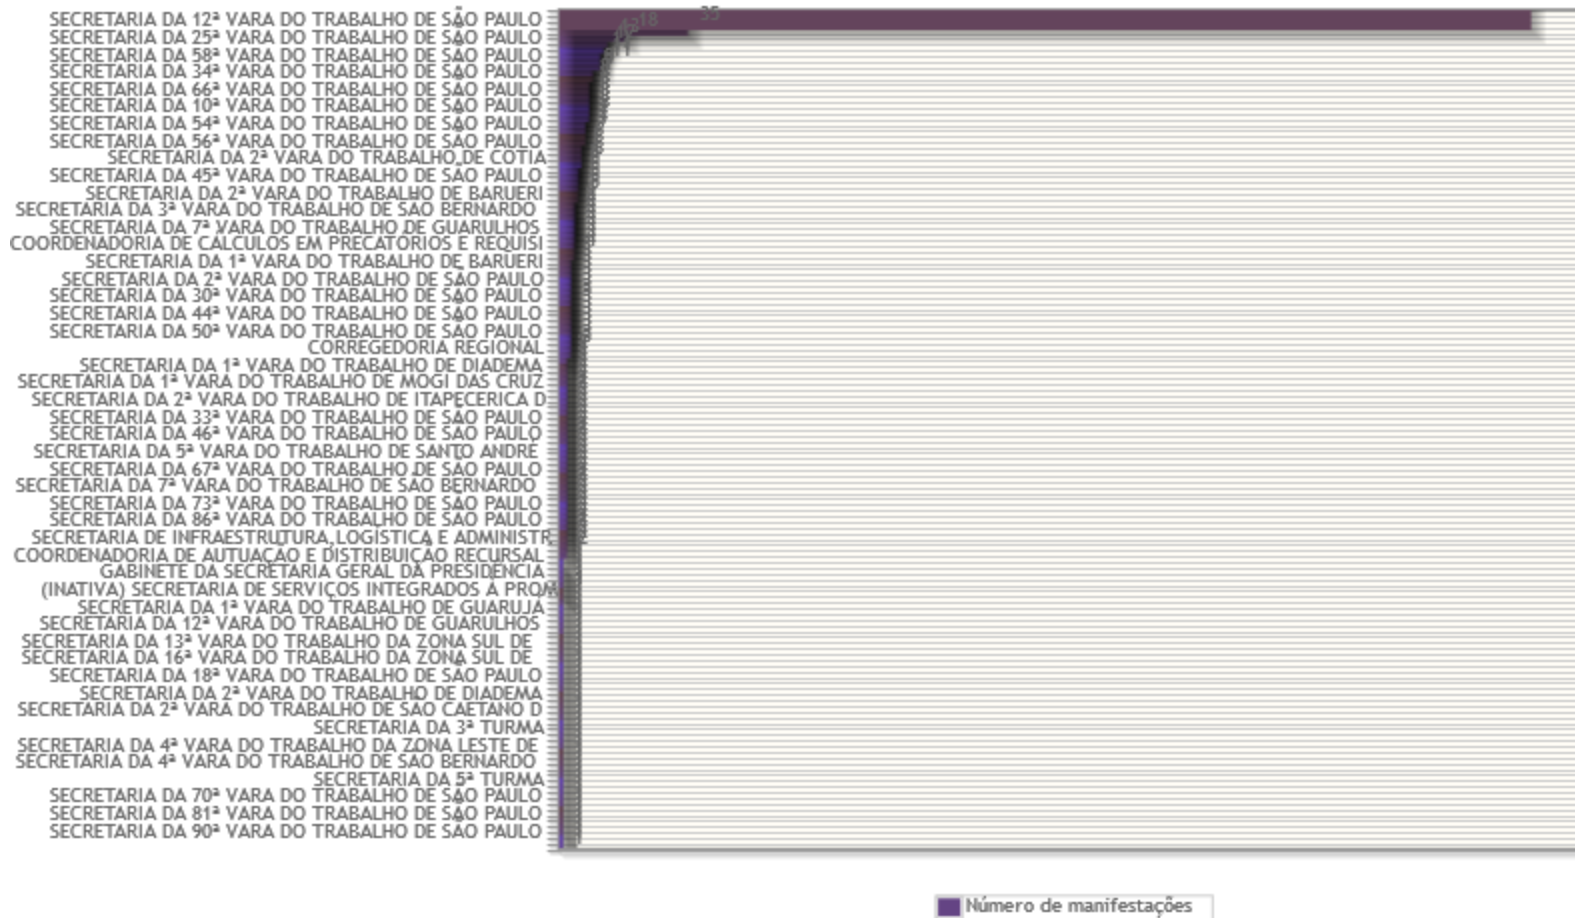 SECRETARIA DA 12ª VARA DO TRABALHO DE SÃO PAULO
SECRETARIA DA 25ª VARA DO TRABALHO DE SÃO PAULO
SECRETARIA DA 58ª VARA DO TRABALHO DE SÃO PAULO
SECRETARIA DA 34ª VARA DO TRABALHO DE SÃO PAULO
SECRETARIA DA 66ª VARA DO TRABALHO DE SÃO PAULO
SECRETARIA DA 10ª VARA DO TRABALHO DE SÃO PAULO
SECRETARIA DA 54ª VARA DO TRABALHO DE SÃO PAULO
SECRETARIA DA 56ª VARA DO TRABALHO DE SÃO PAULO
SECRETARIA DA 2ª VARA DO TRABALHO DE COTIA
SECRETARIA DA 45ª VARA DO TRABALHO DE SÃO PAULO
SECRETARIA DA 2ª VARA DO TRABALHO DE BARUERI
SECRETARIA DA 3ª VARA DO TRABALHO DE SÃO BERNARDO
SECRETARIA DA 7ª VARA DO TRABALHO DE GUARULHOS
COORDENADORIA DE CÁLCULOS EM PRECATÓRIOS E REQUISI
SECRETARIA DA 1ª VARA DO TRABALHO DE BARUERI
SECRETARIA DA 2ª VARA DO TRABALHO DE SÃO PAULO
SECRETARIA DA 30ª VARA DO TRABALHO DE SÃO PAULO
SECRETARIA DA 44ª VARA DO TRABALHO DE SÃO PAULO
SECRETARIA DA 50ª VARA DO TRABALHO DE SÃO PAULO
CORREGEDORIA REGIONAL
SECRETARIA DA 1ª VARA DO TRABALHO DE DIADEMA
SECRETARIA DA 1ª VARA DO TRABALHO DE MOGI DAS CRUZ
SECRETARIA DA 2ª VARA DO TRABALHO DE ITAPECERICA D
SECRETARIA DA 33ª VARA DO TRABALHO DE SÃO PAULO
SECRETARIA DA 46ª VARA DO TRABALHO DE SÃO PAULO
SECRETARIA DA 5ª VARA DO TRABALHO DE SANTO ANDRÉ
SECRETARIA DA 67ª VARA DO TRABALHO DE SÃO PAULO
SECRETARIA DA 7ª VARA DO TRABALHO DE SÃO BERNARDO
SECRETARIA DA 73ª VARA DO TRABALHO DE SÃO PAULO
SECRETARIA DA 86ª VARA DO TRABALHO DE SÃO PAULO
SECRETARIA DE INFRAESTRUTURA, LOGÍSTICA E ADMINISTR
COORDENADORIA DE AUTUAÇÃO E DISTRIBUIÇÃO RECURSAL
GABINETE DA SECRETARIA GERAL DA PRESIDÊNCIA
(INATIVA) SECRETARIA DE SERVIÇOS INTEGRADOS À PROM
SECRETARIA DA 1ª VARA DO TRABALHO DE GUARUJÁ
SECRETARIA DA 12ª VARA DO TRABALHO DE GUARULHOS
SECRETARIA DA 13ª VARA DO TRABALHO DA ZONA SUL DE
SECRETARIA DA 16ª VARA DO TRABALHO DA ZONA SUL DE
SECRETARIA DA 18ª VARA DO TRABALHO DE SÃO PAULO
SECRETARIA DA 2ª VARA DO TRABALHO DE DIADEMA
SECRETARIA DA 2ª VARA DO TRABALHO DE SÃO CAETANO D
SECRETARIA DA 3ª TURMA
SECRETARIA DA 4ª VARA DO TRABALHO DA ZONA LESTE DE
SECRETARIA DA 4ª VARA DO TRABALHO DE SÃO BERNARDO
SECRETARIA DA 5ª TURMA
SECRETARIA DA 70ª VARA DO TRABALHO DE SÃO PAULO
SECRETARIA DA 81ª VARA DO TRABALHO DE SÃO PAULO
SECRETARIA DA 90ª VARA DO TRABALHO DE SÃO PAULO
35
18
Número de manifestações